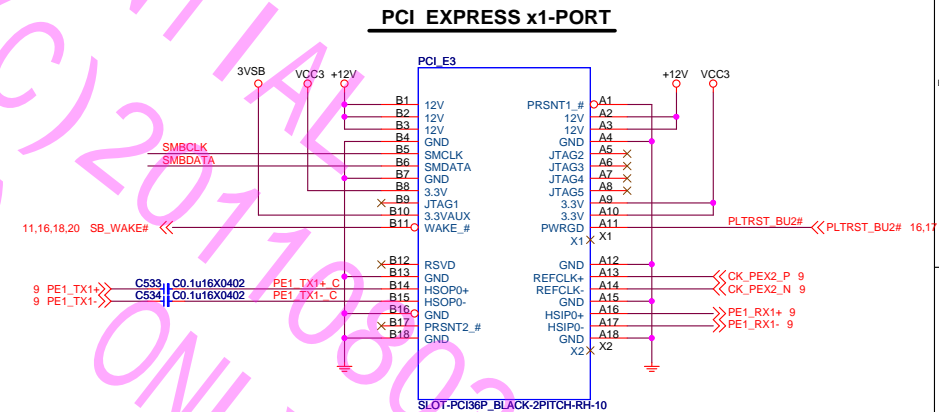 PCI EXPRESS x1-PORT
PCI_E3
3VSB VCC3 +12V
+12V VCC3
B1 12V PRSNT1_# A1
B2 12V 12V A2
B3 12V 12V A3
B4 GND GND A4
SMBCLK B5 SMCLK JTAG2 A5
SMBDATA B6 SMDATA JTAG3 A6
B7 GND JTAG4 A7
B8 3.3V JTAG5 A8
B9 JTAG1 3.3V A9
B10 3.3VAUX 3.3V A10
11,16,18,20 SB_WAKE# B11 WAKE_# PWRGD A11 PLTRST_BU2# PLTRST_BU2# 16,17
X1 X1
B12 RSVD GND A12
B13 GND REFCLK+ A13 CK_PEX2_P 9
9 PE1_TX1+ C533 C0.1u16X0402 PE1_TX1+_C B14 HSOP0+ REFCLK- A14 CK_PEX2_N 9
9 PE1_TX1- C534 C0.1u16X0402 PE1_TX1-_C B15 HSOP0- GND A15
B16 GND HSIP0+ A16 PE1_RX1+ 9
B17 PRSNT2_# HSIP0- A17 PE1_RX1- 9
B18 GND GND A18
X2 X2
SLOT-PCI36P_BLACK-2PITCH-RH-10